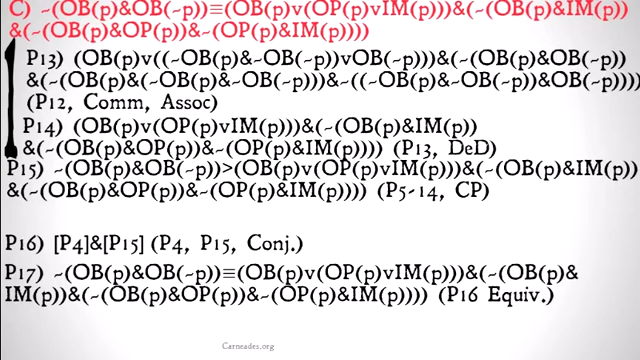 C) ~(OB(p)&OB(~p))≡(OB(p)v(OP(p)vIM(p)))&(~(OB(p)&IM(p))
&(~(OB(p)&OP(p))&~(OP(p)&IM(p))))
P13) (OB(p)v((~OB(p)&~OB(~p))vOB(~p)))&(~(OB(p)&OB(~p))
&(~(OB(p)&(~OB(p)&~OB(~p)))&~((~OB(p)&~OB(~p))&OB(~p))))
(P12, Comm, Assoc)
P14) (OB(p)v(OP(p)vIM(p)))&(~(OB(p)&IM(p))
&(~(OB(p)&OP(p))&~(OP(p)&IM(p)))) (P13, DeD)
P15) ~(OB(p)&OB(~p))>(OB(p)v(OP(p)vIM(p)))&(~(OB(p)&IM(p))
&(~(OB(p)&OP(p))&~(OP(p)&IM(p)))) (P5-14, CP)
P16) [P4]&[P15] (P4, P15, Conj.)
P17) ~(OB(p)&OB(~p))≡(OB(p)v(OP(p)vIM(p)))&(~(OB(p)&
IM(p))&(~(OB(p)&OP(p))&~(OP(p)&IM(p)))) (P16 Equiv.)
Carneades.org